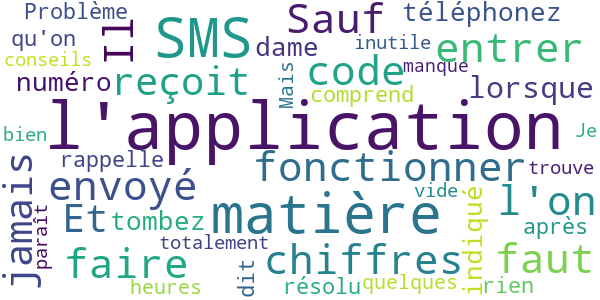 Problème
Il
SMS
Sauf
téléphonez
qu'on
dame
inutile
entrer
conseils
numéro
reçoit
Mais
code
manque
comprend
lorsque
l'application
bien
Je
jamais
rappelle
fonctionner
trouve
envoyé
vide
l'on
paraît
Et
tombez
matière
indiqué
après
totalement
faire
dit
chiffres
faut
heures
résolu
quelques
rien